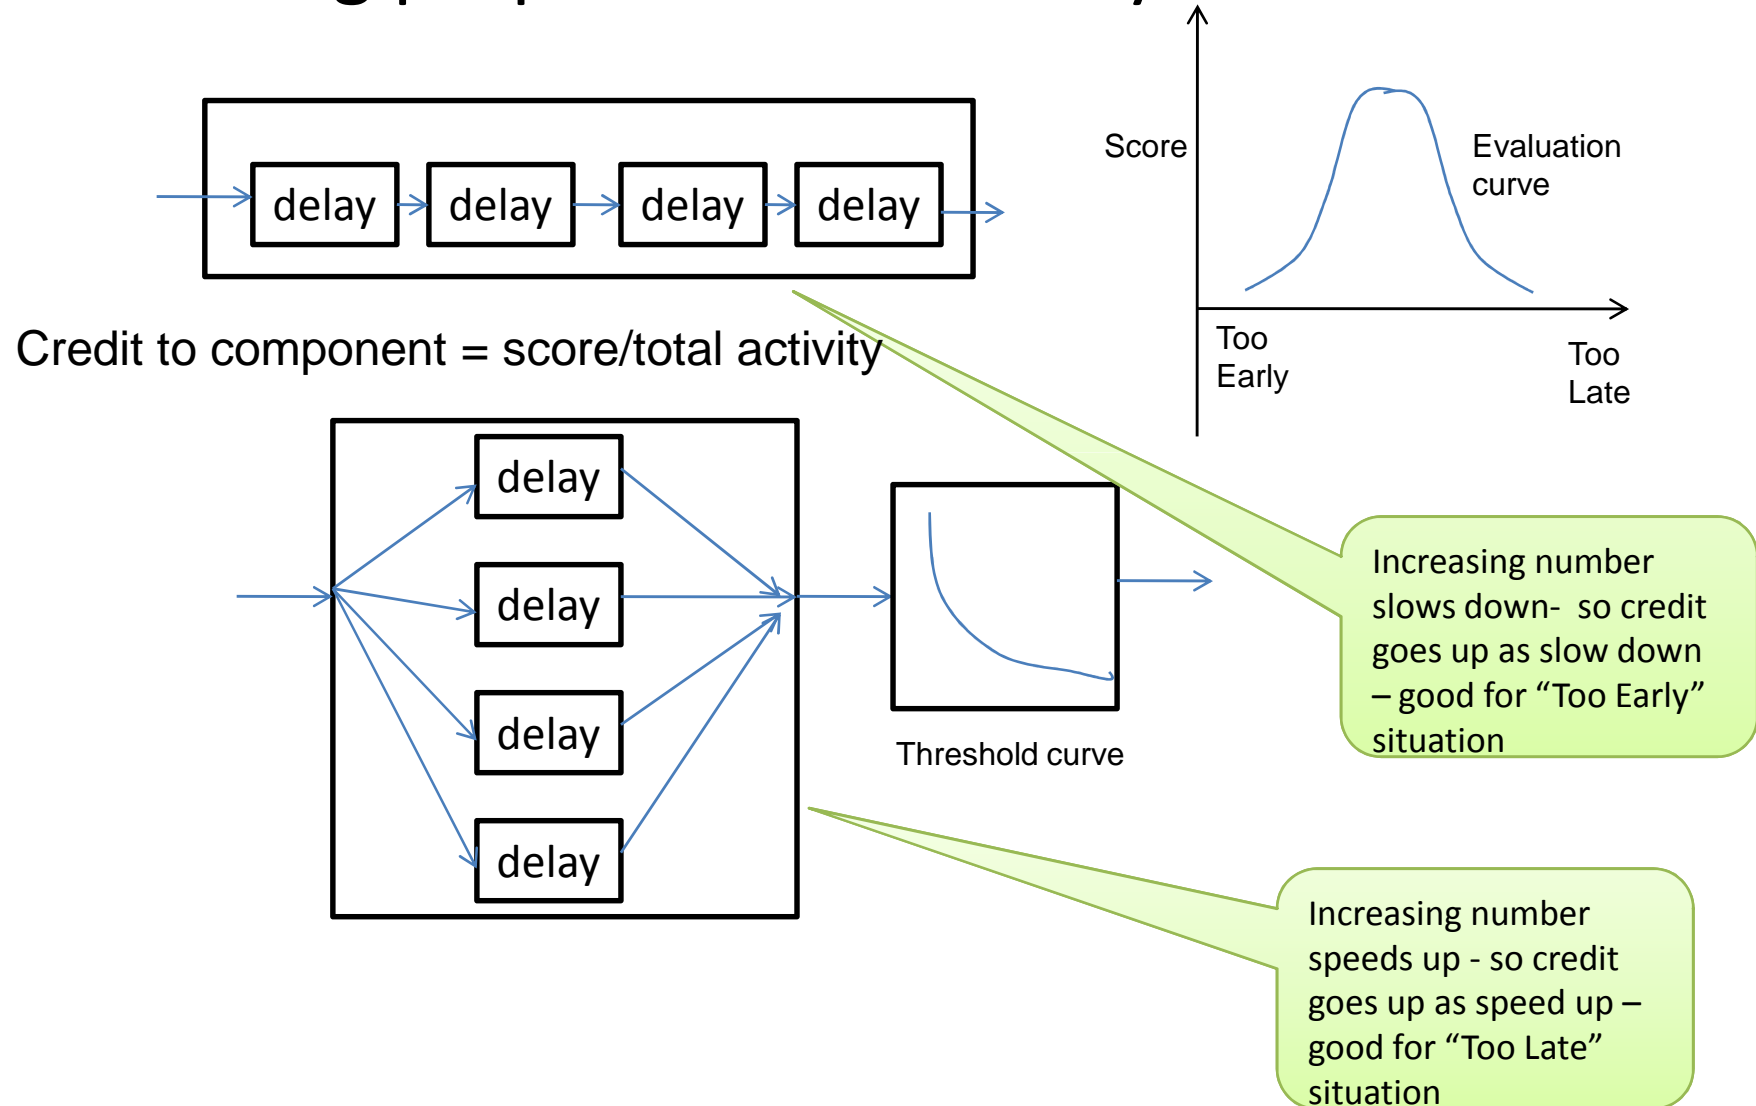 delay delay delay delay
Score
Evaluation
curve
Too
Early
Too
Late
Credit to component = score/total activity
delay
delay
delay
delay
Threshold curve
Increasing number
slows down-  so credit
goes up as slow down
– good for “Too Early”
situation
Increasing number
speeds up - so credit
goes up as speed up –
good for “Too Late”
situation